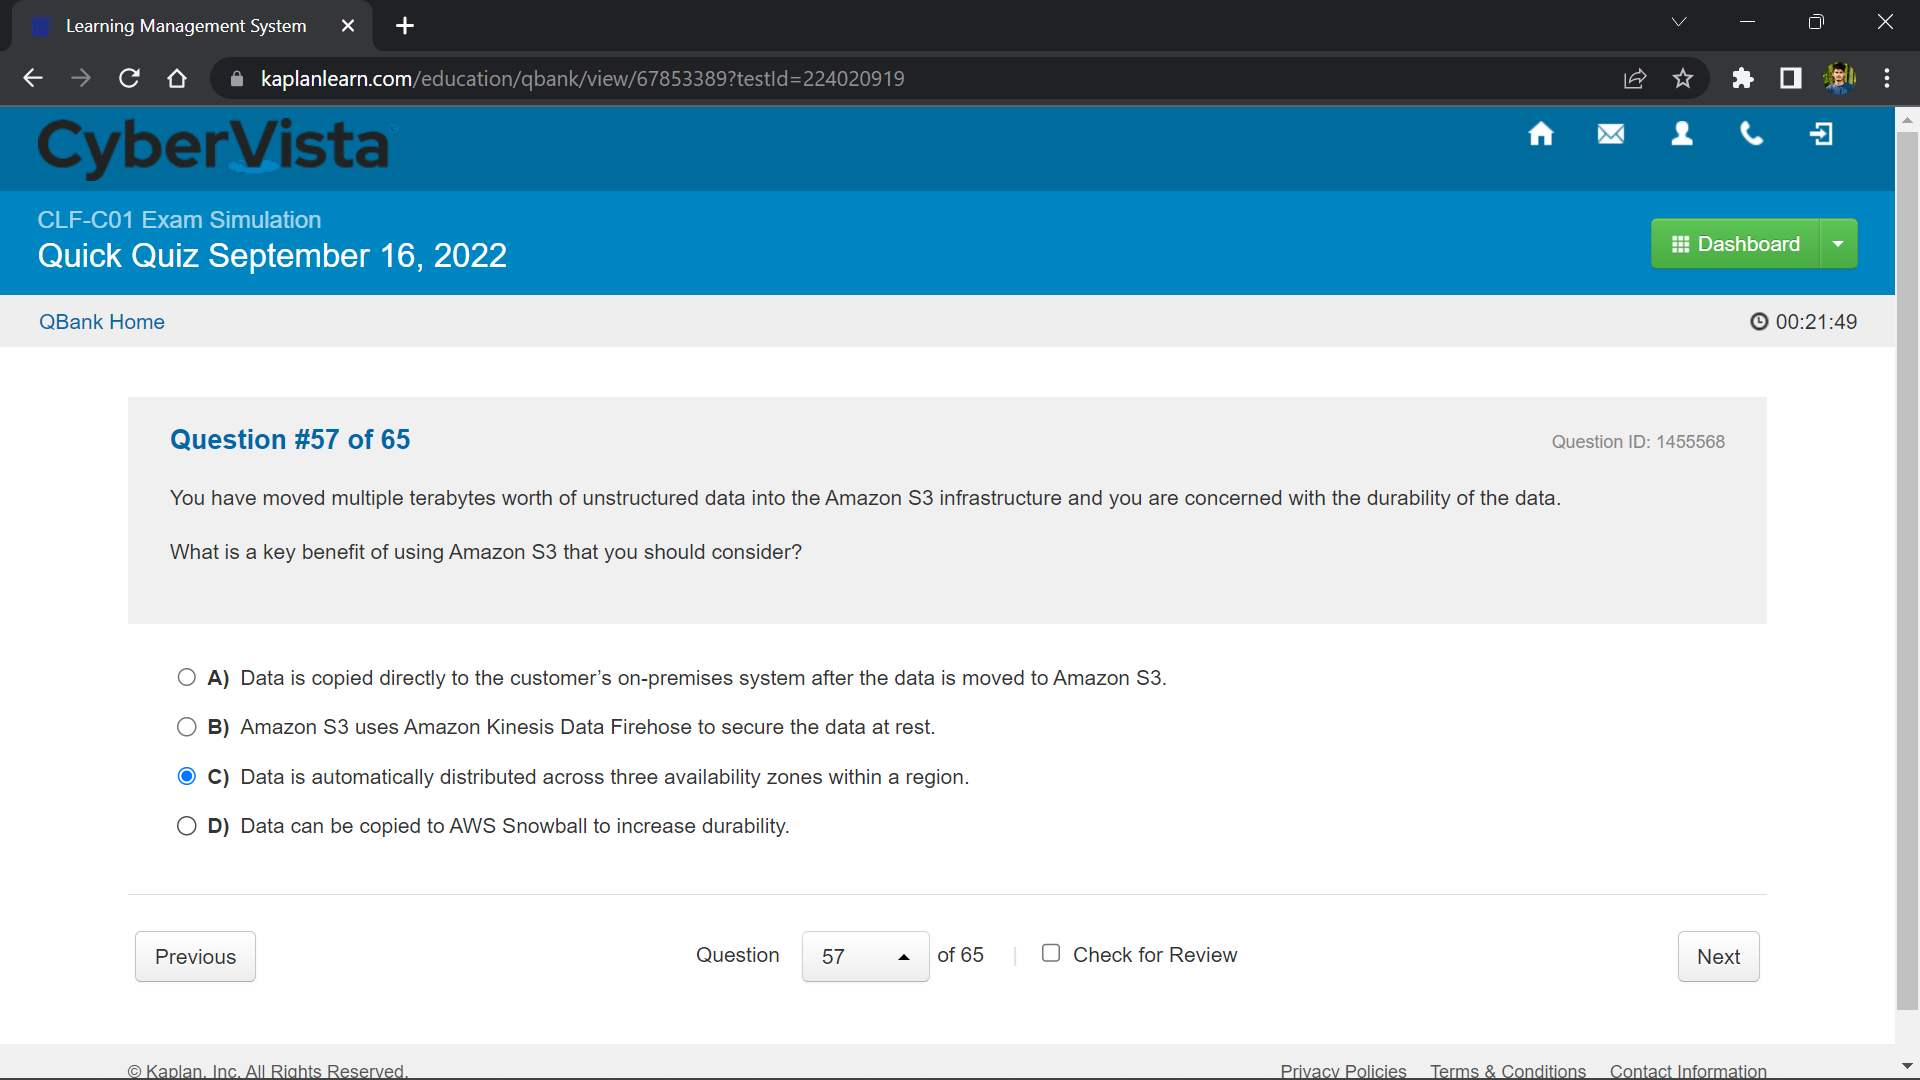 Learning Management System
kaplanlearn.com/education/qbank/view/67853389?testId=224020919
CyberVista
CLF-C01 Exam Simulation
Quick Quiz September 16, 2022
Dashboard
QBank Home
00:21:49
Question #57 of 65
Question ID: 1455568
You have moved multiple terabytes worth of unstructured data into the Amazon S3 infrastructure and you are concerned with the durability of the data.
What is a key benefit of using Amazon S3 that you should consider?
A) Data is copied directly to the customer’s on-premises system after the data is moved to Amazon S3.
B) Amazon S3 uses Amazon Kinesis Data Firehose to secure the data at rest.
C) Data is automatically distributed across three availability zones within a region.
D) Data can be copied to AWS Snowball to increase durability.
Previous
Question 57 of 65 | Check for Review
Next
© Kaplan, Inc. All Rights Reserved.
Privacy Policies Terms & Conditions Contact Information